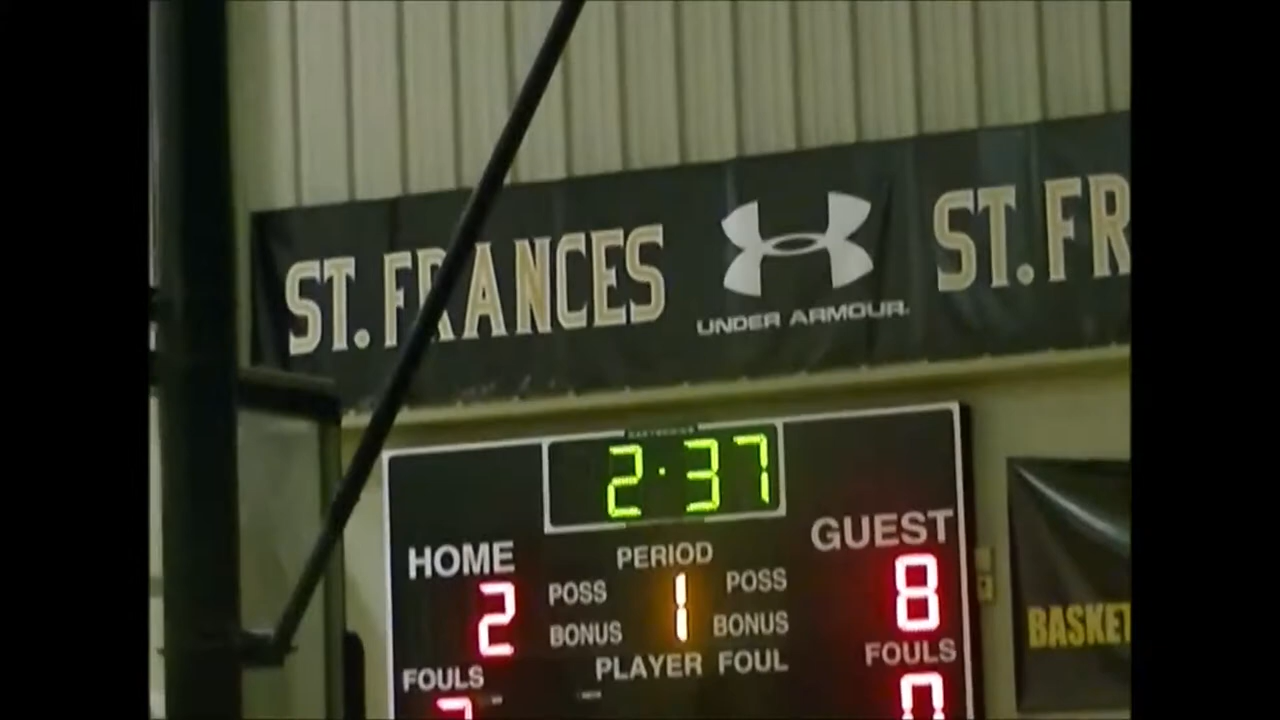 ST. FRANCES
UNDER ARMOUR.
ST. FR
2:37
HOME
PERIOD
GUEST
2
POSS
1
POSS
8
BONUS
BONUS
FOULS
PLAYER FOUL
FOULS
BASKET